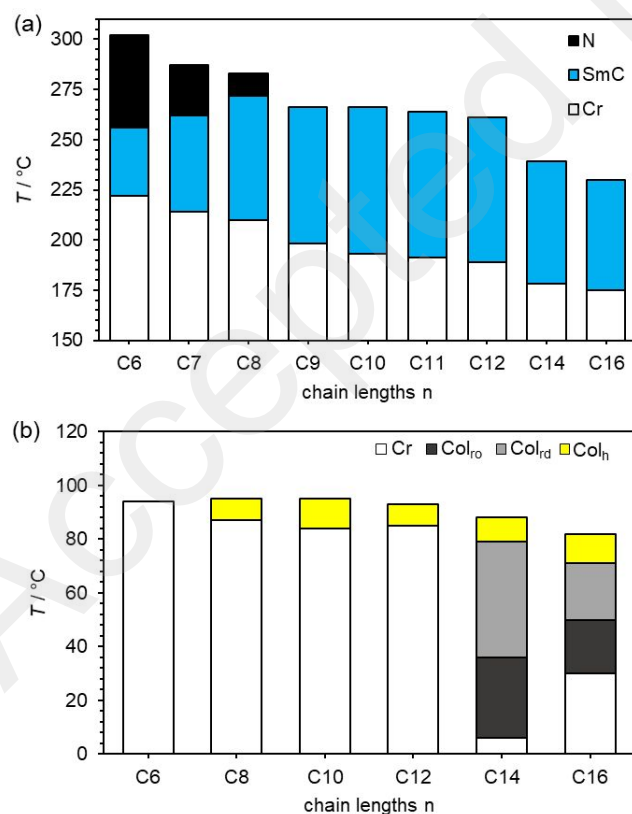 (a)
300
275
250
225
200
175
150
T / °C
N
SmC
Cr
C6 C7 C8 C9 C10 C11 C12 C14 C16
chain lengths n
(b)
120
100
80
60
40
20
0
T / °C
Cr Colro Colrd Colh
C6 C8 C10 C12 C14 C16
chain lengths n
Accepted